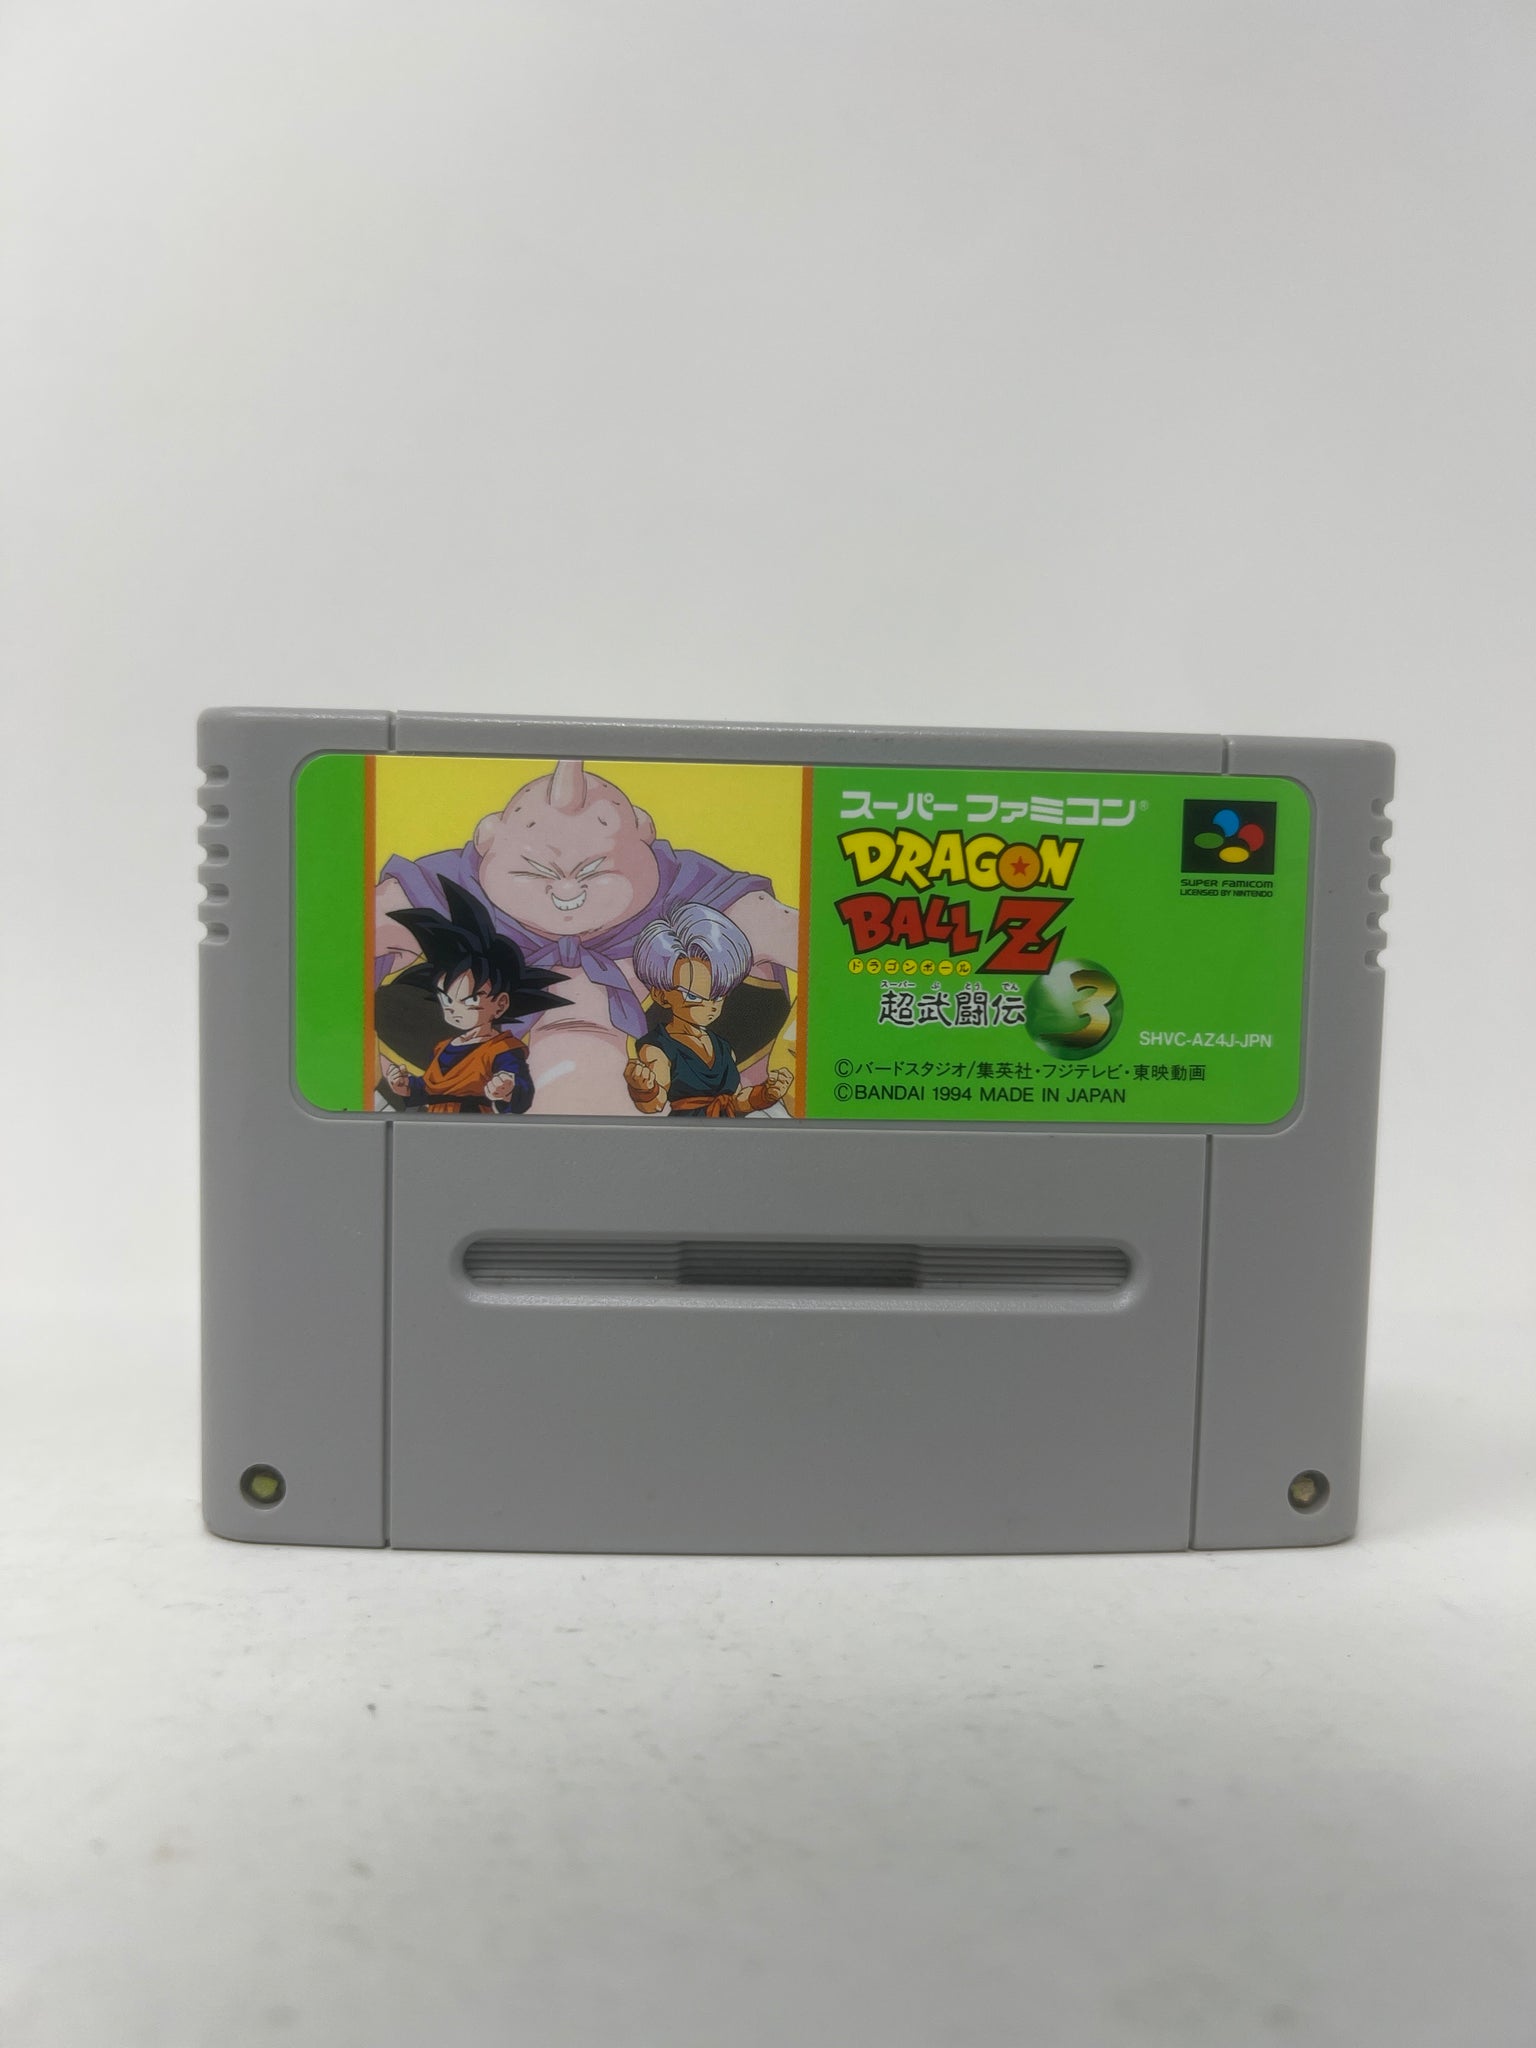 スーパーファミコン®
DRAGON
BALL Z
ドラゴンボール
スーパー ぶ とう でん
超武闘伝 3
SUPER FAMICOM
LICENSED BY NINTENDO
SHVC-AZ4J-JPN
©バードスタジオ/集英社・フジテレビ・東映動画
©BANDAI 1994 MADE IN JAPAN